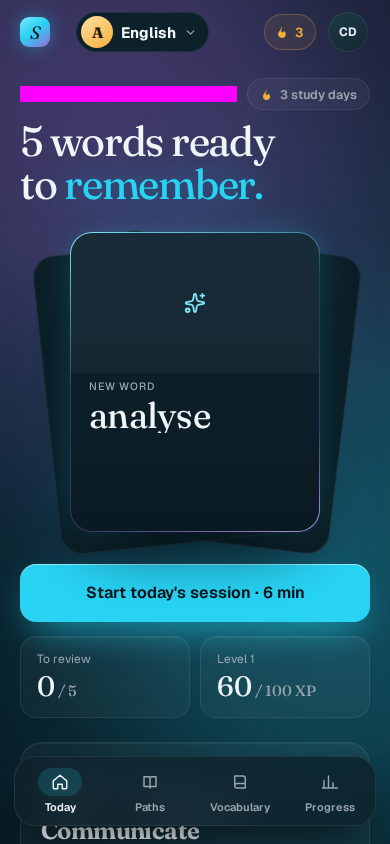 S
A English
3
CD
3 study days
5 words ready
to remember.
NEW WORD
analyse
Start today's session · 6 min
To review
0 / 5
Level 1
60 / 100 XP
Communicate
Today
Paths
Vocabulary
Progress